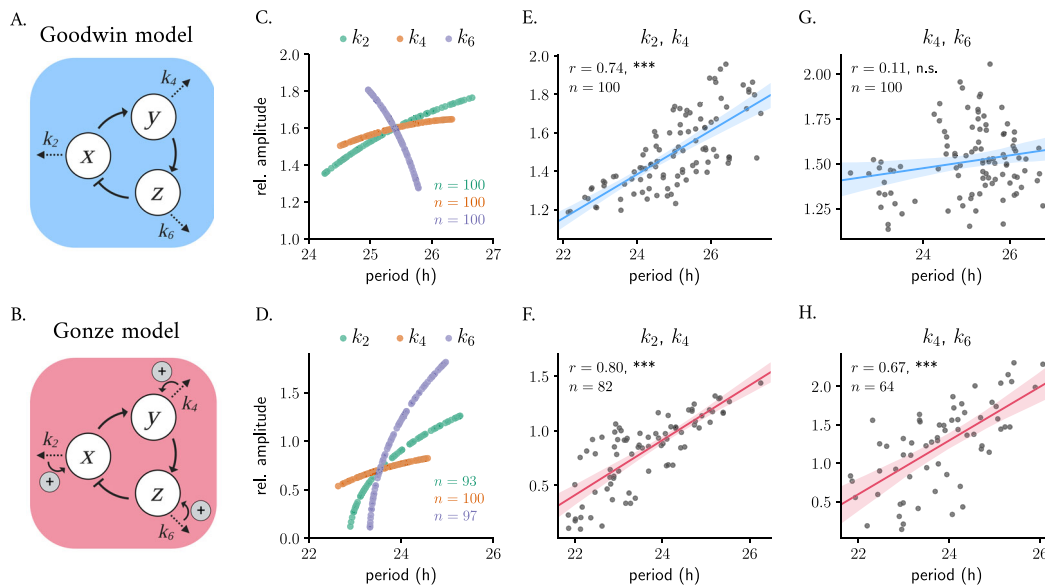 A.
Goodwin model
k4
y
k2
x
z
k6
B.
Gonze model
+
y
k4
k2
x
+
z
+
k6
C.
k2 k4 k6
rel. amplitude
2.0
1.8
1.6
1.4
1.2
1.0
n = 100
n = 100
n = 100
24 25 26 27
period (h)
D.
k2 k4 k6
rel. amplitude
1.5
1.0
0.5
0.0
n = 93
n = 100
n = 97
22 24 26
period (h)
E.
k2, k4
r = 0.74, ***
n = 100
2.0
1.8
1.6
1.4
1.2
22 24 26
period (h)
F.
k2, k4
r = 0.80, ***
n = 82
1.5
1.0
0.5
22 24 26
period (h)
G.
k4, k6
r = 0.11, n.s.
n = 100
2.00
1.75
1.50
1.25
22 24 26
period (h)
H.
k4, k6
r = 0.67, ***
n = 64
2.0
1.5
1.0
0.5
22 24 26
period (h)